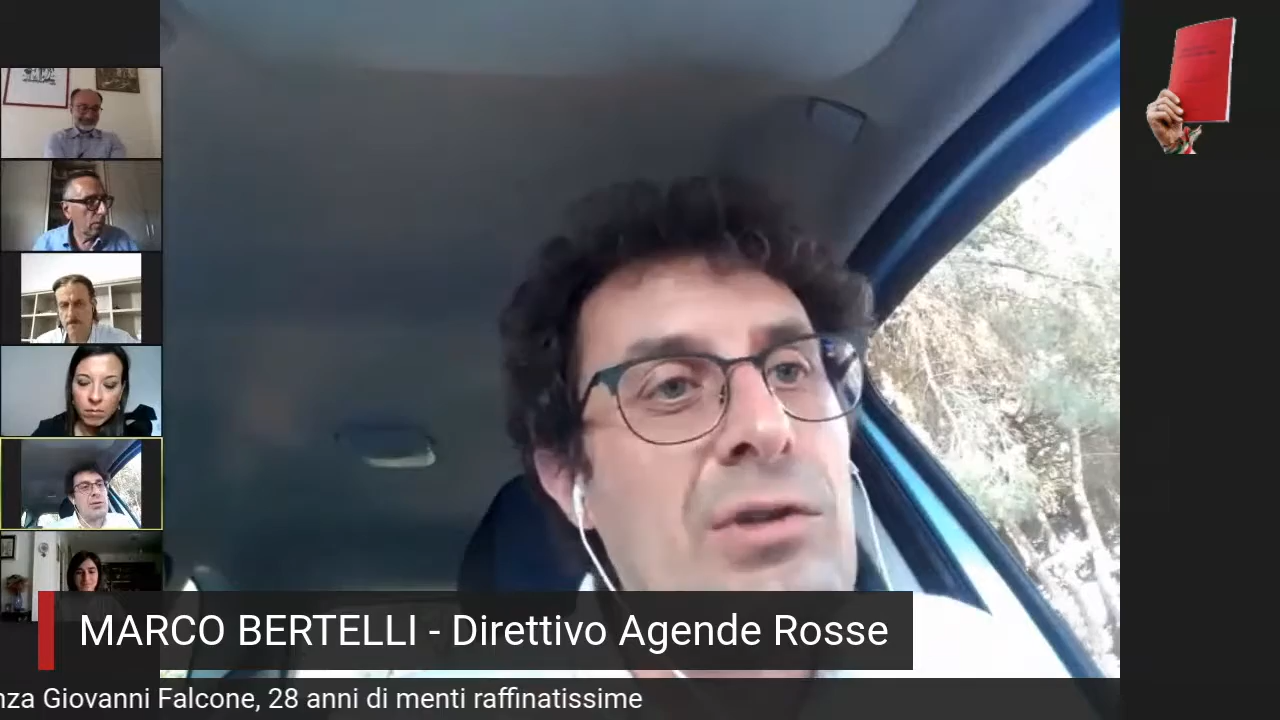 MARCO BERTELLI - Direttivo Agende Rosse
nza Giovanni Falcone, 28 anni di menti raffinatissime